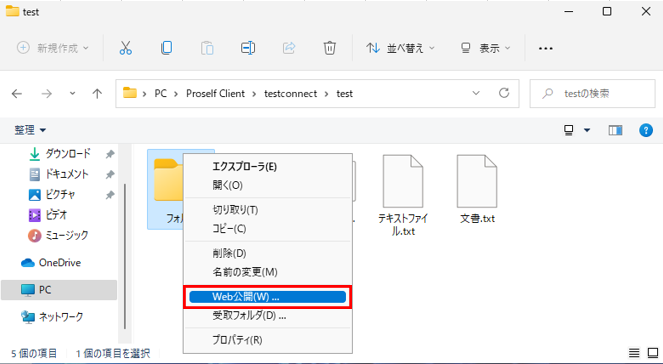 test
新規作成
並べ替え
表示
PC
Proself Client
testconnect
test
testの検索
整理
ダウンロード
ドキュメント
ピクチャ
ビデオ
ミュージック
OneDrive
PC
ネットワーク
フォル
テキストファイル.txt
文書.txt
エクスプローラ(E)
開く(O)
切り取り(T)
コピー(C)
削除(D)
名前の変更(M)
Web公開(W) ...
受取フォルダ(D) ...
プロパティ(R)
5 個の項目
1 個の項目を選択